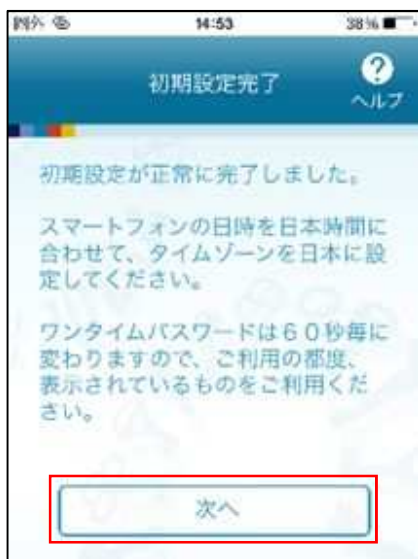 圏外
14:53
38%
初期設定完了
?
ヘルプ
初期設定が正常に完了しました。
スマートフォンの日時を日本時間に
合わせて、タイムゾーンを日本に設
定してください。
ワンタイムパスワードは60秒毎に
変わりますので、ご利用の都度、
表示されているものをご利用くだ
さい。
次へ